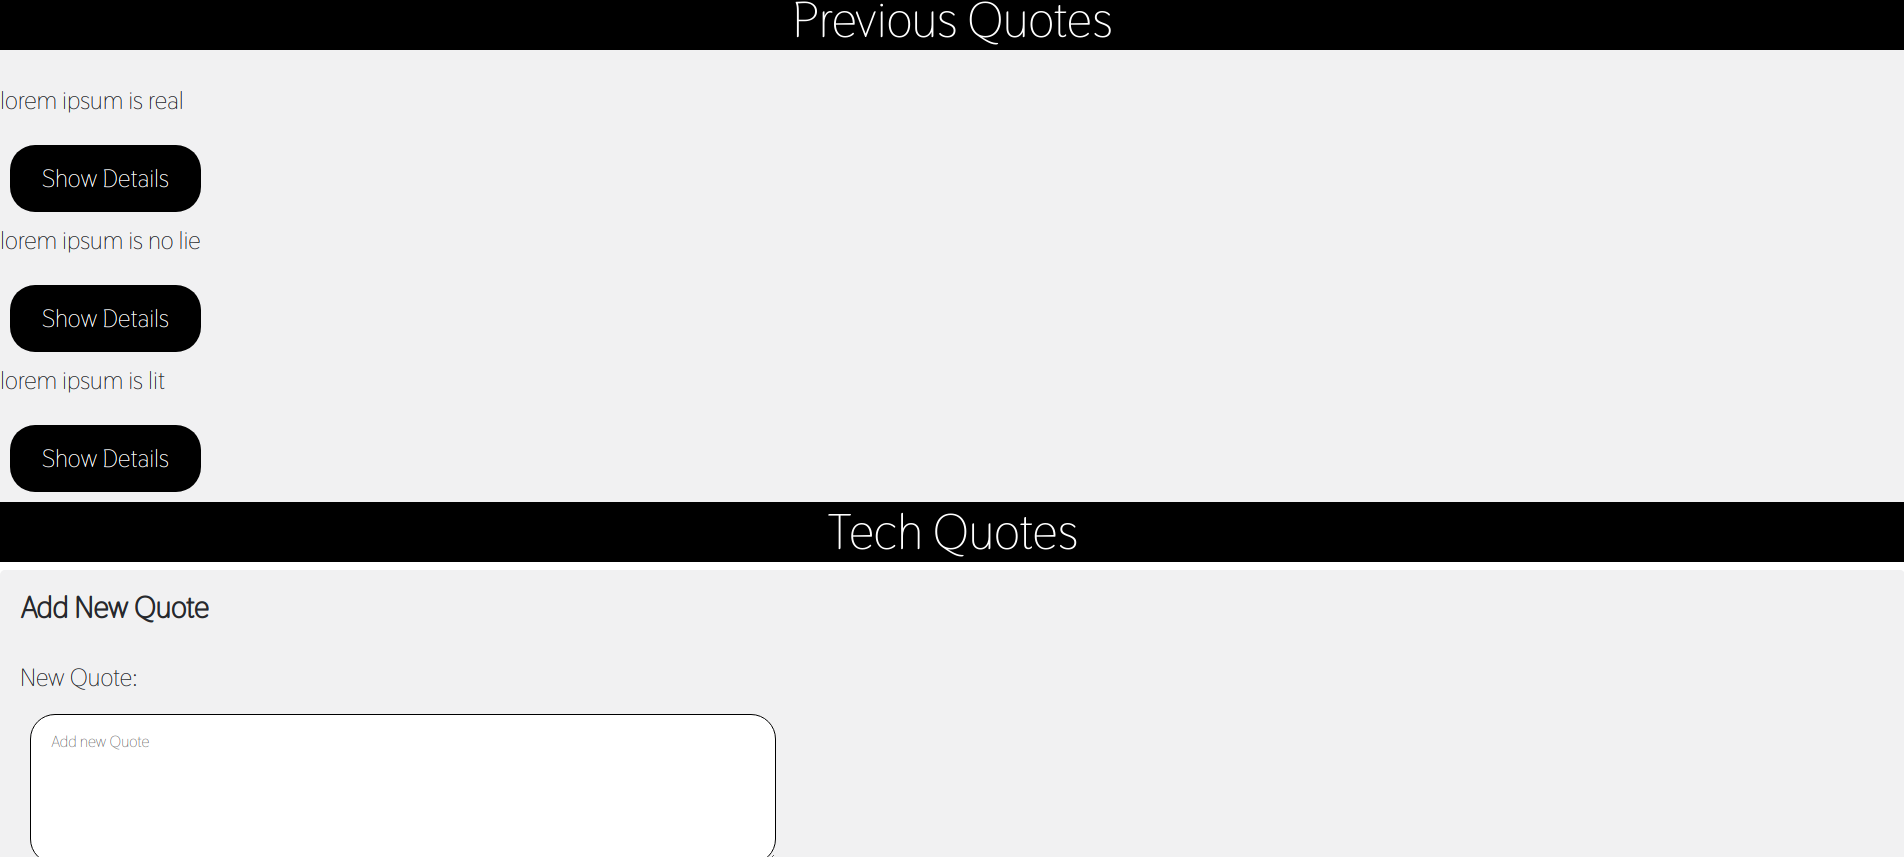 Previous Quotes
lorem ipsum is real
Show Details
lorem ipsum is no lie
Show Details
lorem ipsum is lit
Show Details
Tech Quotes
Add New Quote
New Quote:
Add new Quote